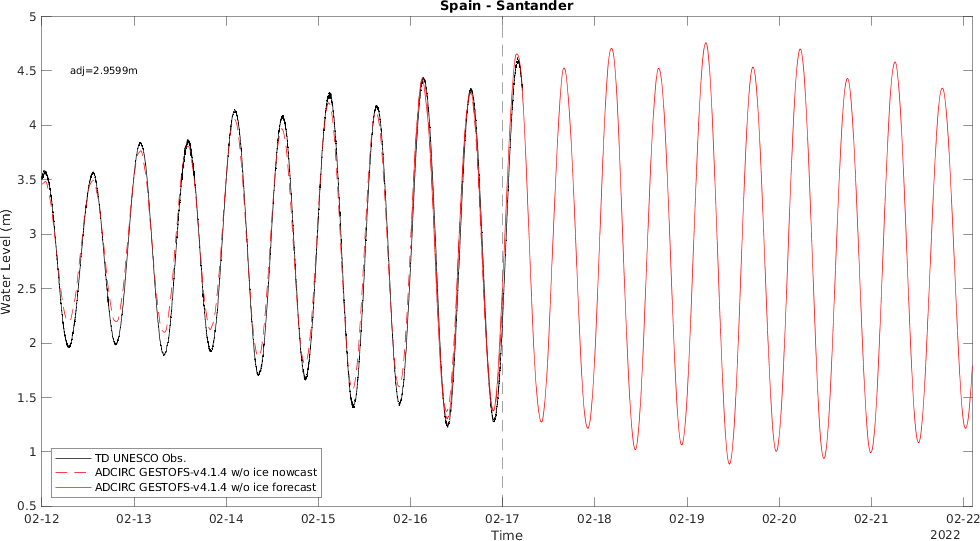 Spain - Santander
5
4.5
4
3.5
3
2.5
2
1.5
1
0.5
Water Level (m)
adj=2.9599m
TD UNESCO Obs.
ADCIRC GESTOFS-v4.1.4 w/o ice nowcast
ADCIRC GESTOFS-v4.1.4 w/o ice forecast
02-12 02-13 02-14 02-15 02-16 02-17 02-18 02-19 02-20 02-21 02-22
Time
2022